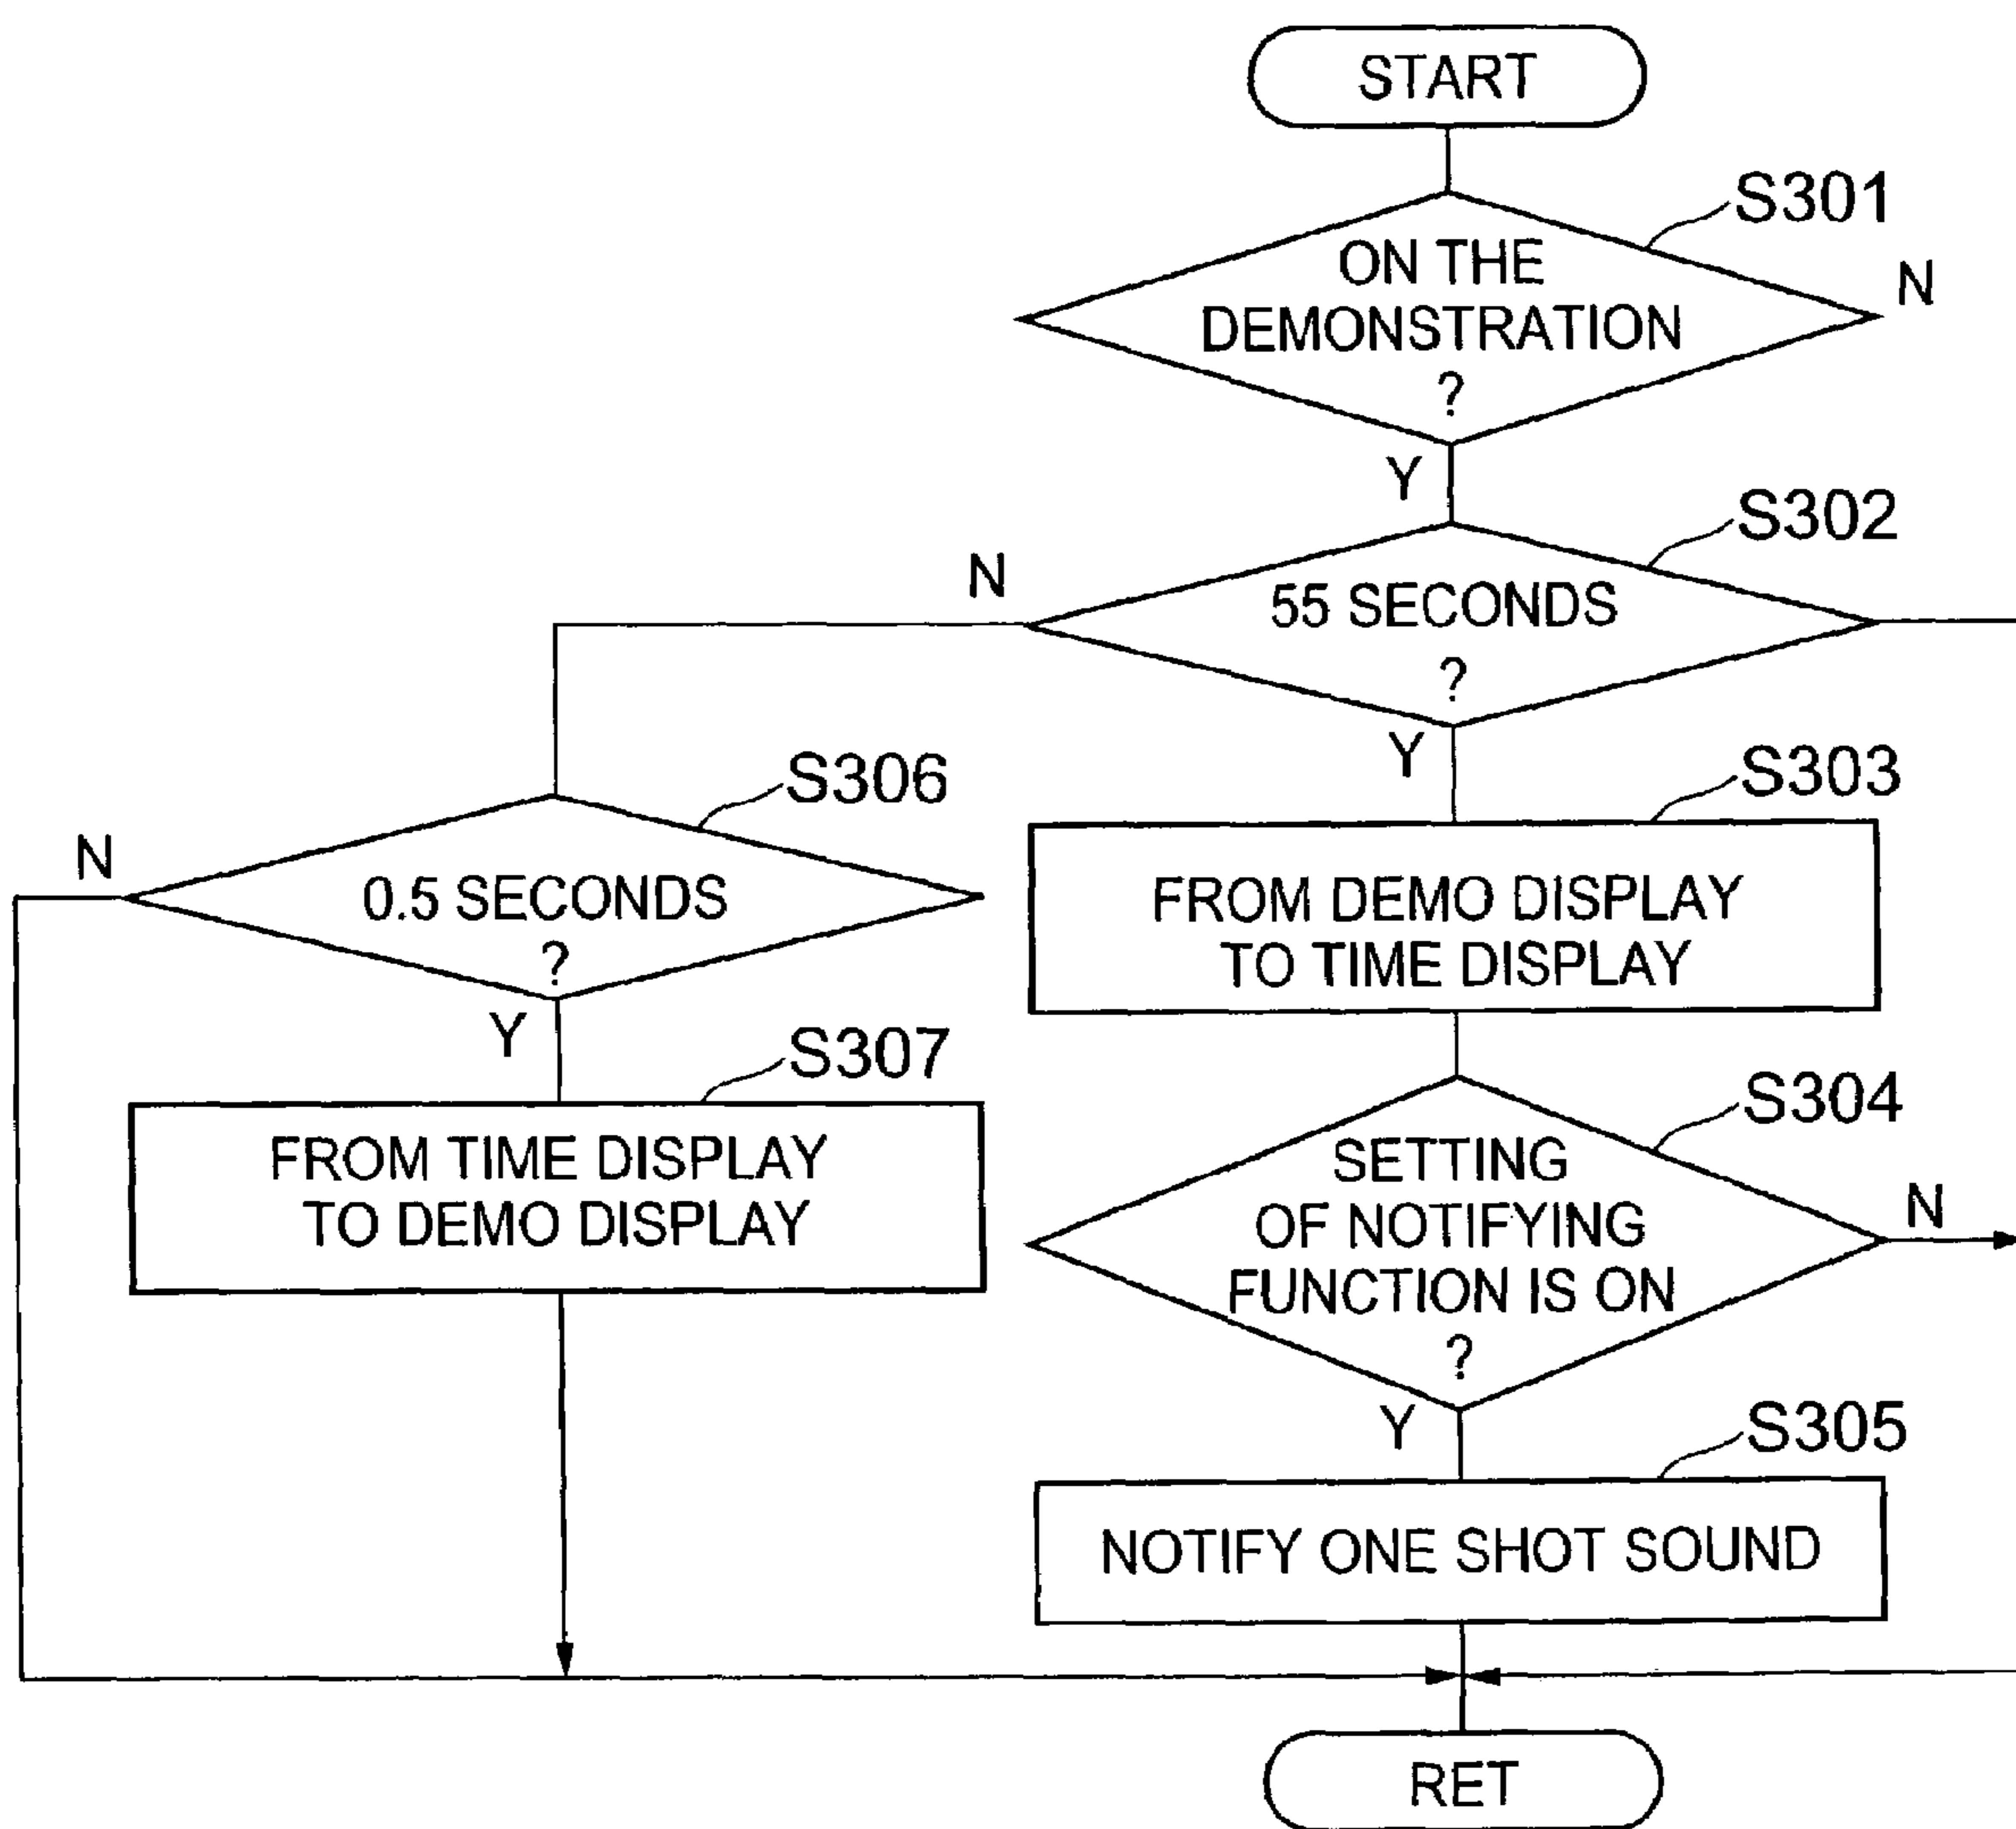 START
S301
ON THE
DEMONSTRATION
?
N
Y
S302
55 SECONDS
?
N
Y
S303
FROM DEMO DISPLAY
TO TIME DISPLAY
S304
SETTING
OF NOTIFYING
FUNCTION IS ON
?
N
Y
S305
NOTIFY ONE SHOT SOUND
S306
0.5 SECONDS
?
N
Y
S307
FROM TIME DISPLAY
TO DEMO DISPLAY
RET